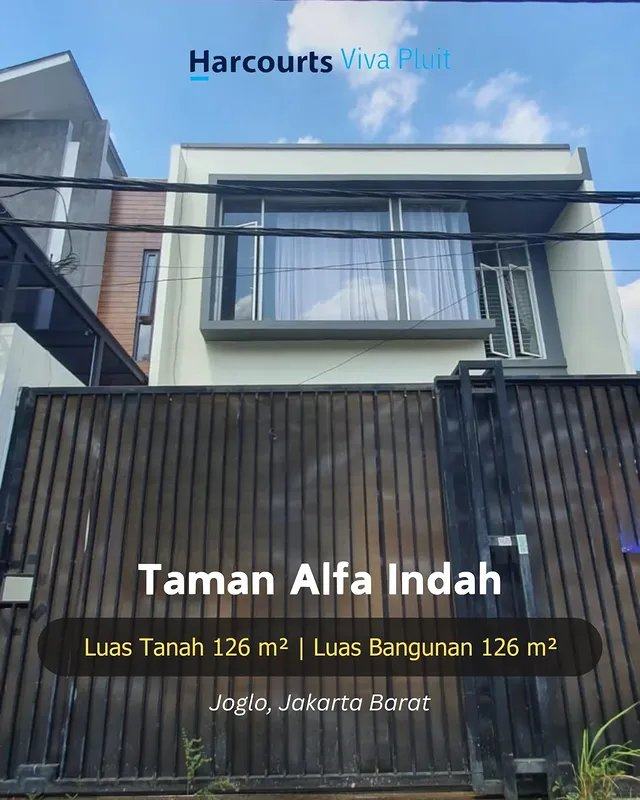 Harcourts Viva Pluit
Taman Alfa Indah
Luas Tanah 126 m² | Luas Bangunan 126 m²
Joglo, Jakarta Barat